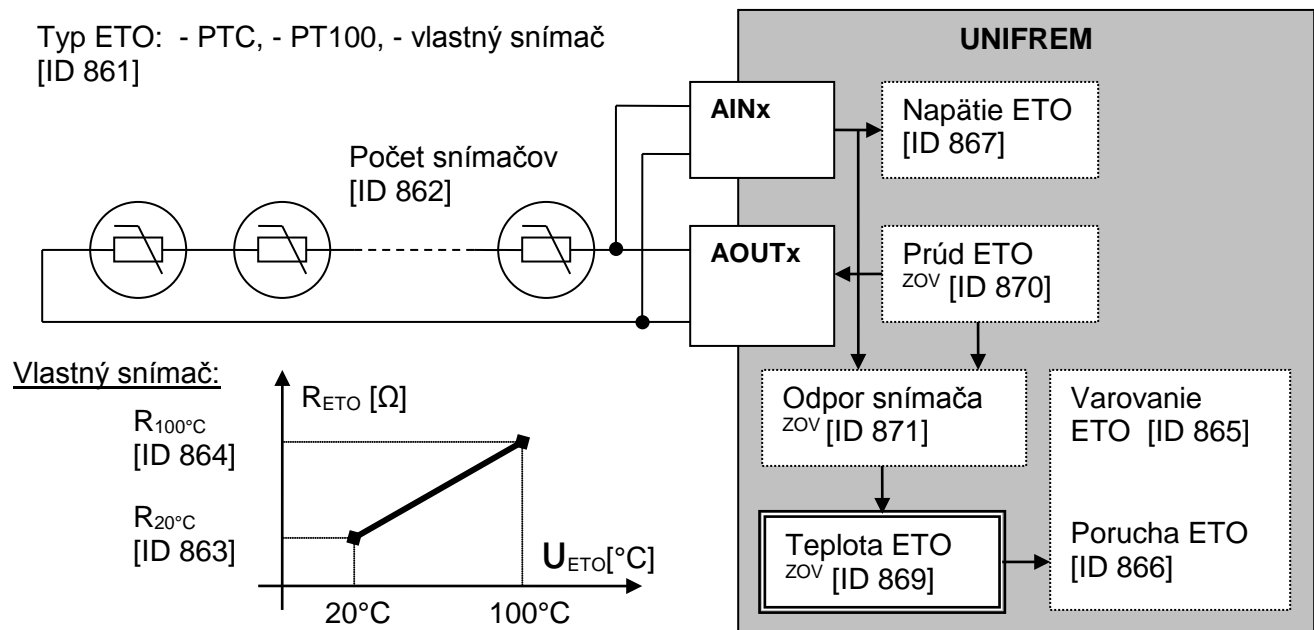 Typ ETO: - PTC, - PT100, - vlastný snímač
[ID 861]
UNIFREM
AINx
Napätie ETO
[ID 867]
Počet snímačov
[ID 862]
AOUTx
Prúd ETO
ZOV [ID 870]
Vlastný snímač:
RETO [Ω]
R100°C
[ID 864]
R20°C
[ID 863]
UETO[°C]
20°C
100°C
Odpor snímača
ZOV [ID 871]
Varovanie
ETO [ID 865]
Teplota ETO
ZOV [ID 869]
Porucha ETO
[ID 866]